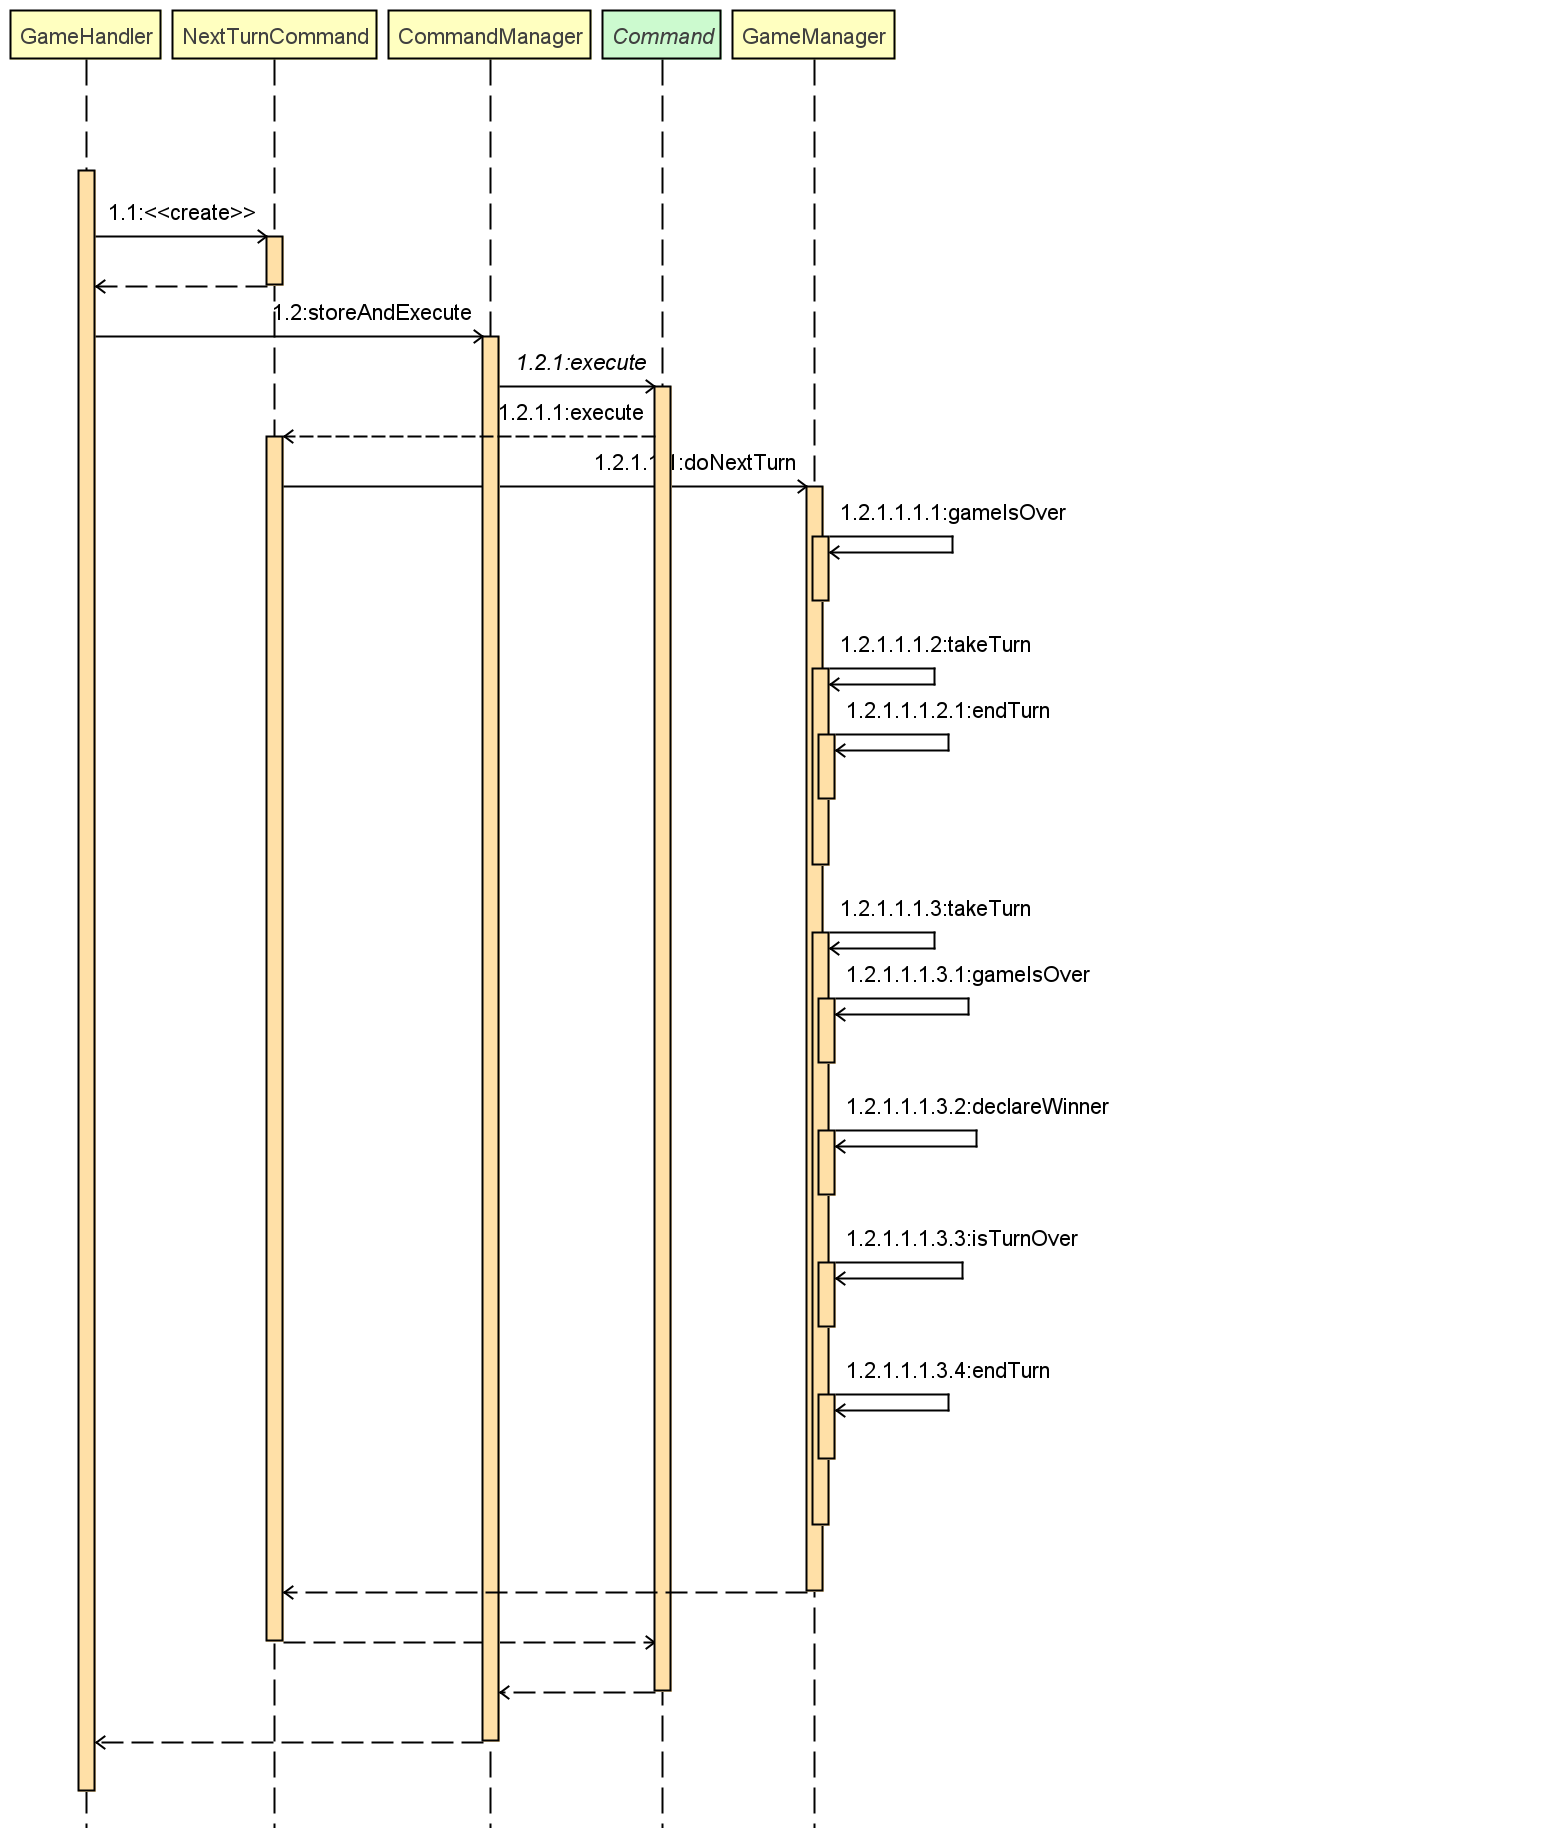 GameHandler
NextTurnCommand
CommandManager
Command
GameManager
1.1:<<create>>
1.2:storeAndExecute
1.2.1:execute
1.2.1.1:execute
1.2.1.1.1:doNextTurn
1.2.1.1.1.1:gameIsOver
1.2.1.1.1.2:takeTurn
1.2.1.1.1.2.1:endTurn
1.2.1.1.1.3:takeTurn
1.2.1.1.1.3.1:gameIsOver
1.2.1.1.1.3.2:declareWinner
1.2.1.1.1.3.3:isTurnOver
1.2.1.1.1.3.4:endTurn